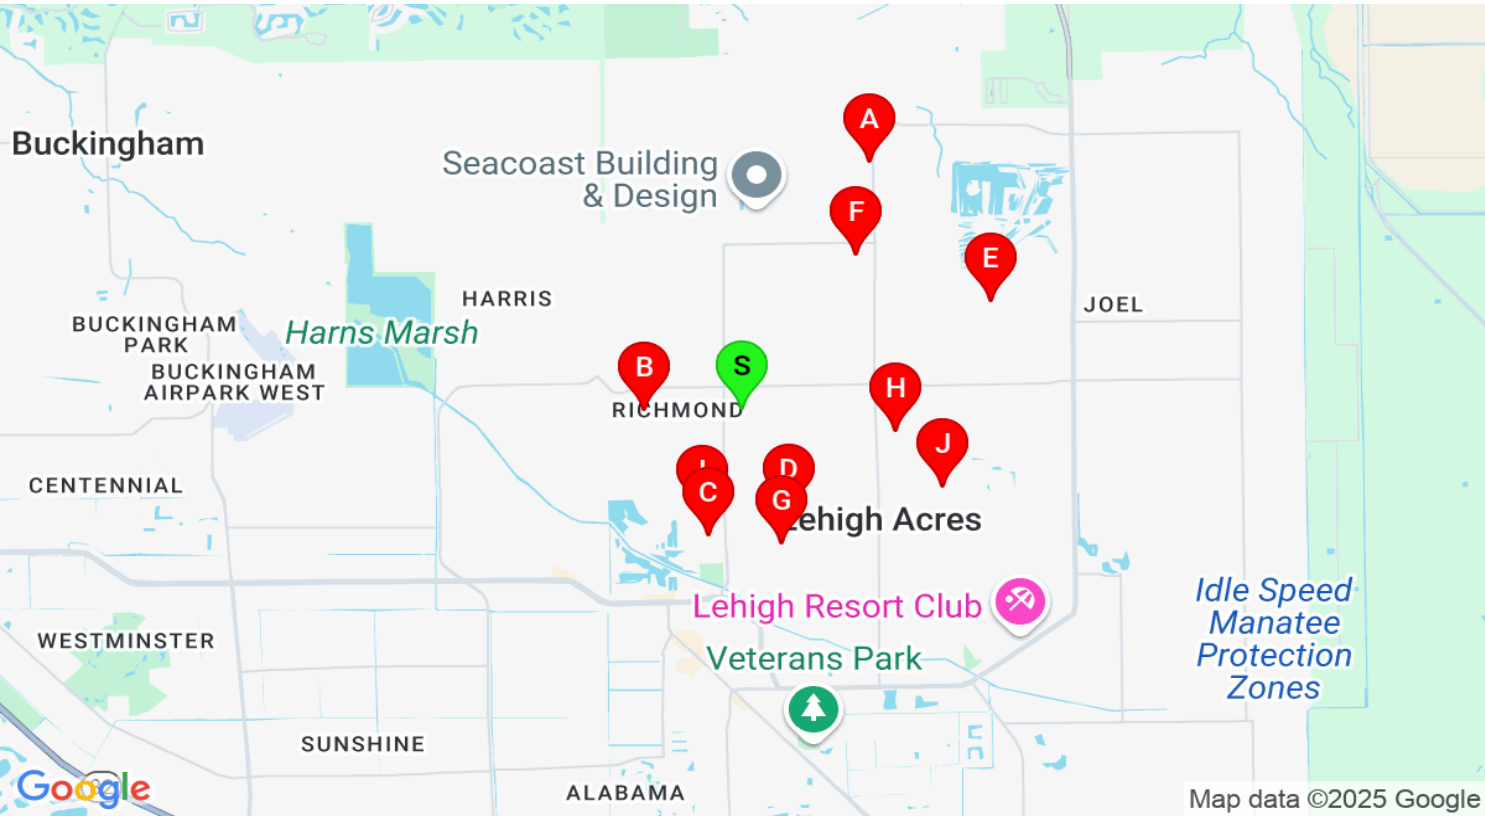 A
Buckingham
Seacoast Building
& Design
F
E
HARRIS
JOEL
BUCKINGHAM
PARK
Harns Marsh
BUCKINGHAM
AIRPARK WEST
B
S
H
RICHMOND
J
D
CENTENNIAL
C
G
Lehigh Acres
Idle Speed
Manatee
Protection
Zones
Lehigh Resort Club
WESTMINSTER
Veterans Park
SUNSHINE
Google
ALABAMA
Map data ©2025 Google